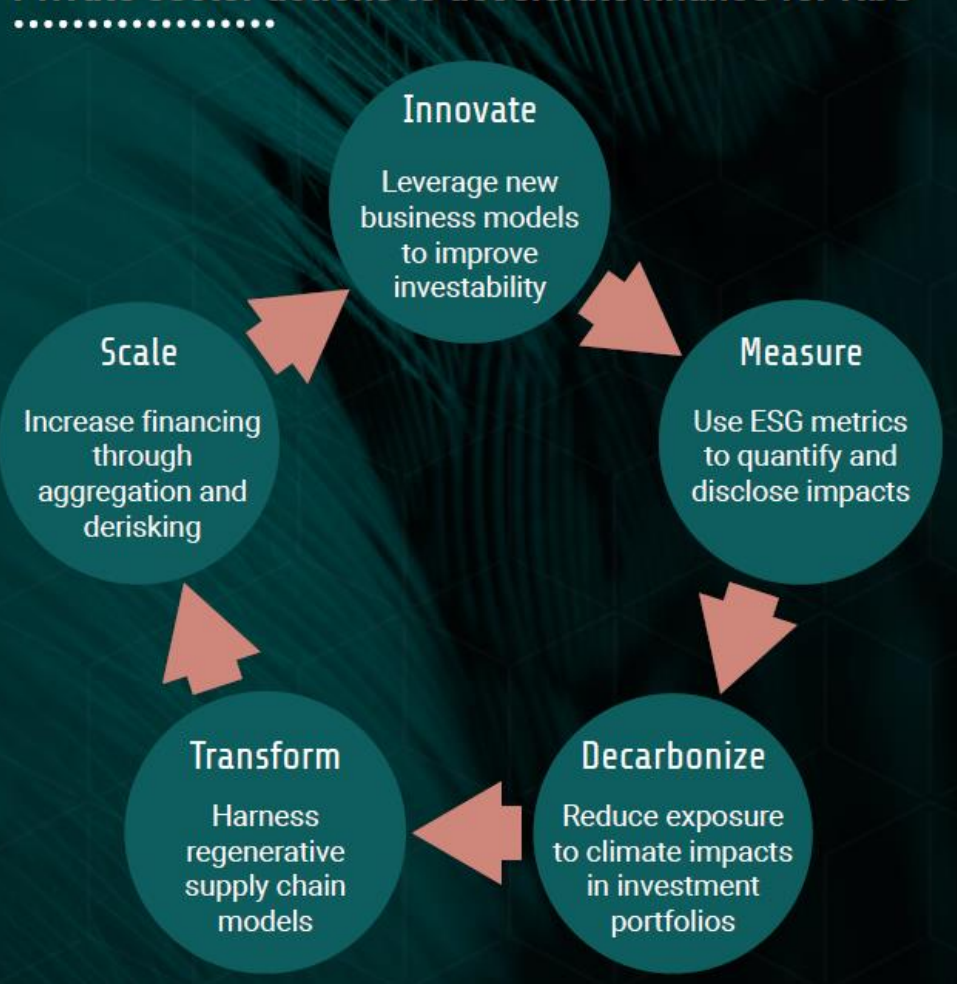 Innovate
Leverage new
business models
to improve
investability
Measure
Use ESG metrics
to quantify and
disclose impacts
Decarbonize
Reduce exposure
to climate impacts
in investment
portfolios
Transform
Harness
regenerative
supply chain
models
Scale
Increase financing
through
aggregation and
derisking